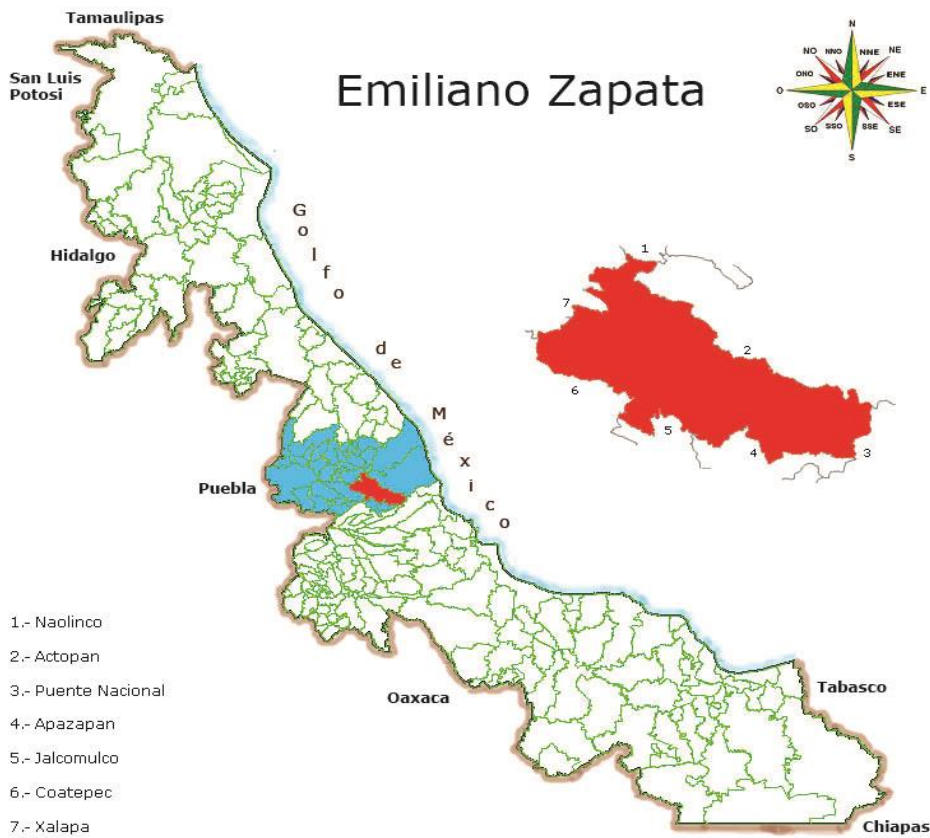 Tamaulipas
San Luis
Potosi
Emiliano Zapata
N
NNO
NNE
NO
NE
ONO
ENE
O
E
OSO
ESE
SO
SSO
SSE
SE
S
Golfo de México
Hidalgo
1
7
2
6
5
4
3
Puebla
1.- Naolinco
2.- Actopan
3.- Puente Nacional
4.- Apazapan
5.- Jalcomulco
6.- Coatepec
7.- Xalapa
Oaxaca
Tabasco
Chiapas